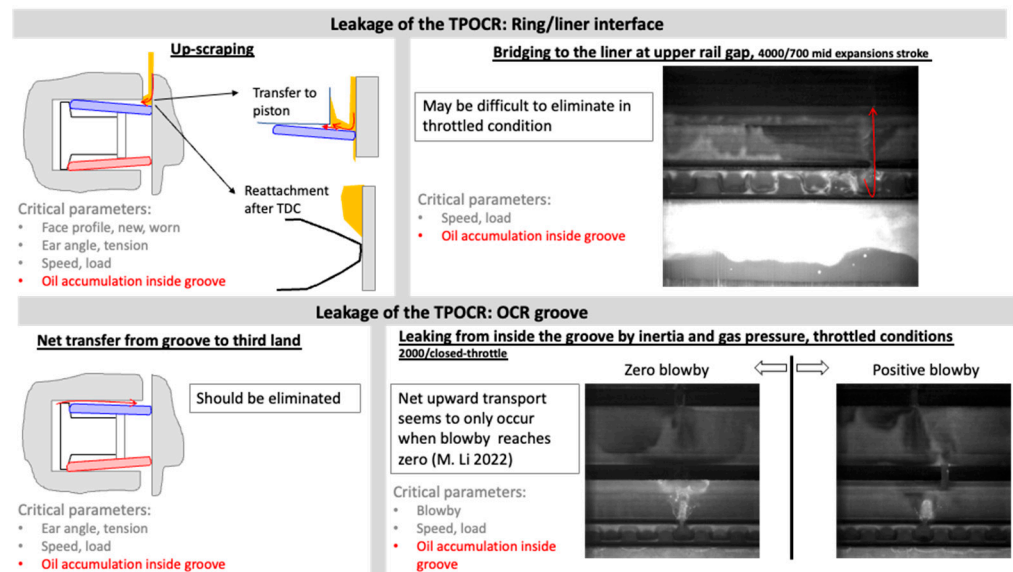 Leakage of the TPOCR: Ring/liner interface
Up-scraping
Transfer to
piston
Reattachment
after TDC
Critical parameters:
• Face profile, new, worn
• Ear angle, tension
• Speed, load
• Oil accumulation inside groove
Bridging to the liner at upper rail gap, 4000/700 mid expansions stroke
May be difficult to eliminate in
throttled condition
Critical parameters:
• Speed, load
• Oil accumulation inside groove
Leakage of the TPOCR: OCR groove
Net transfer from groove to third land
Should be eliminated
Critical parameters:
• Ear angle, tension
• Speed, load
• Oil accumulation inside groove
Leaking from inside the groove by inertia and gas pressure, throttled conditions
2000/closed-throttle
Zero blowby
Positive blowby
Net upward transport
seems to only occur
when blowby reaches
zero (M. Li 2022)
Critical parameters:
• Blowby
• Speed, load
• Oil accumulation inside
groove